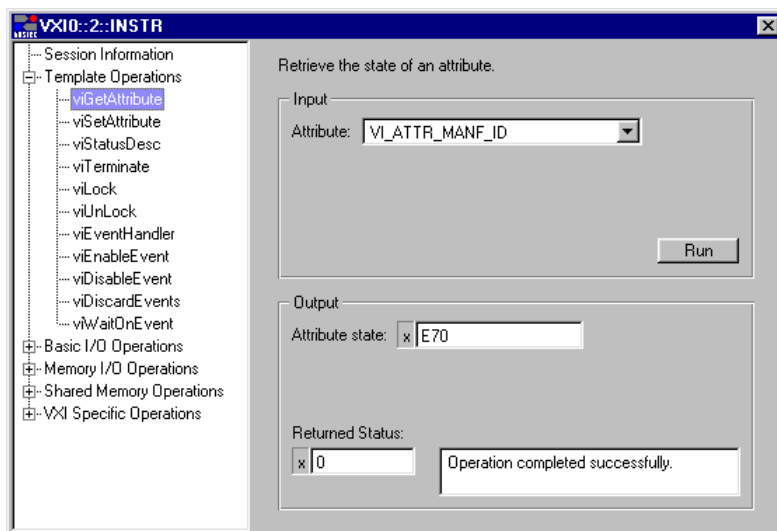 VXI0::2::INSTR
Session Information
Template Operations
viGetAttribute
viSetAttribute
viStatusDesc
viTerminate
viLock
viUnLock
viEventHandler
viEnableEvent
viDisableEvent
viDiscardEvents
viWaitOnEvent
Basic I/O Operations
Memory I/O Operations
Shared Memory Operations
VXI Specific Operations
Retrieve the state of an attribute.
Input
Attribute: VI_ATTR_MANF_ID
Run
Output
Attribute state: x E70
Returned Status:
x 0 Operation completed successfully.